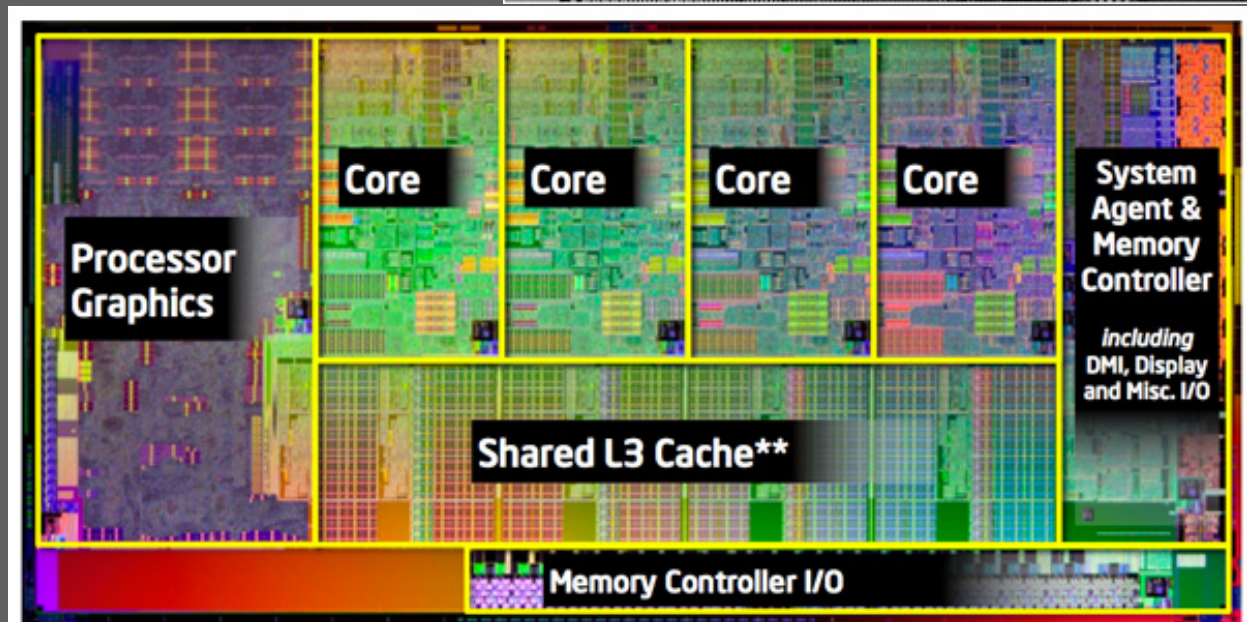 Processor
Graphics
Core
Core
Core
Core
System
Agent &
Memory
Controller
including
DMI, Display
and Misc. I/O
Shared L3 Cache**
Memory Controller I/O